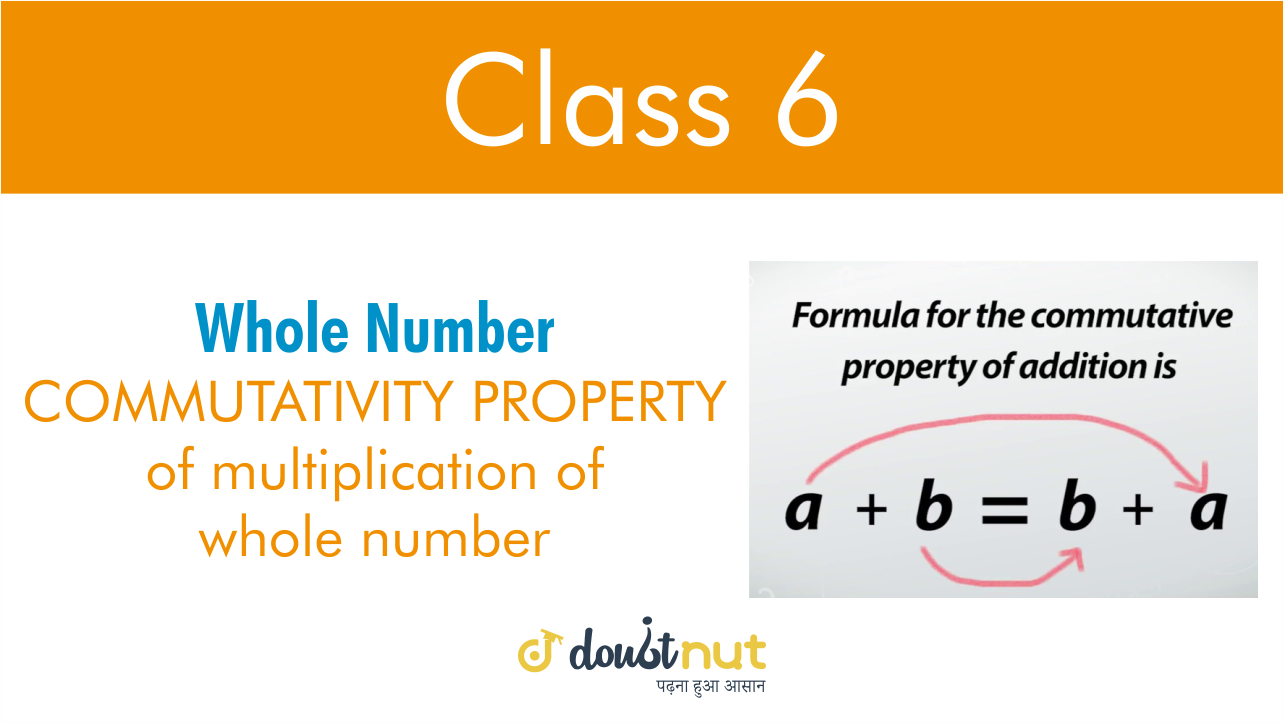 Class 6
Whole Number
COMMUTATIVITY PROPERTY
of multiplication of
whole number
Formula for the commutative
property of addition is
a + b = b + a
doubtnut
पढ़ना हुआ आसान